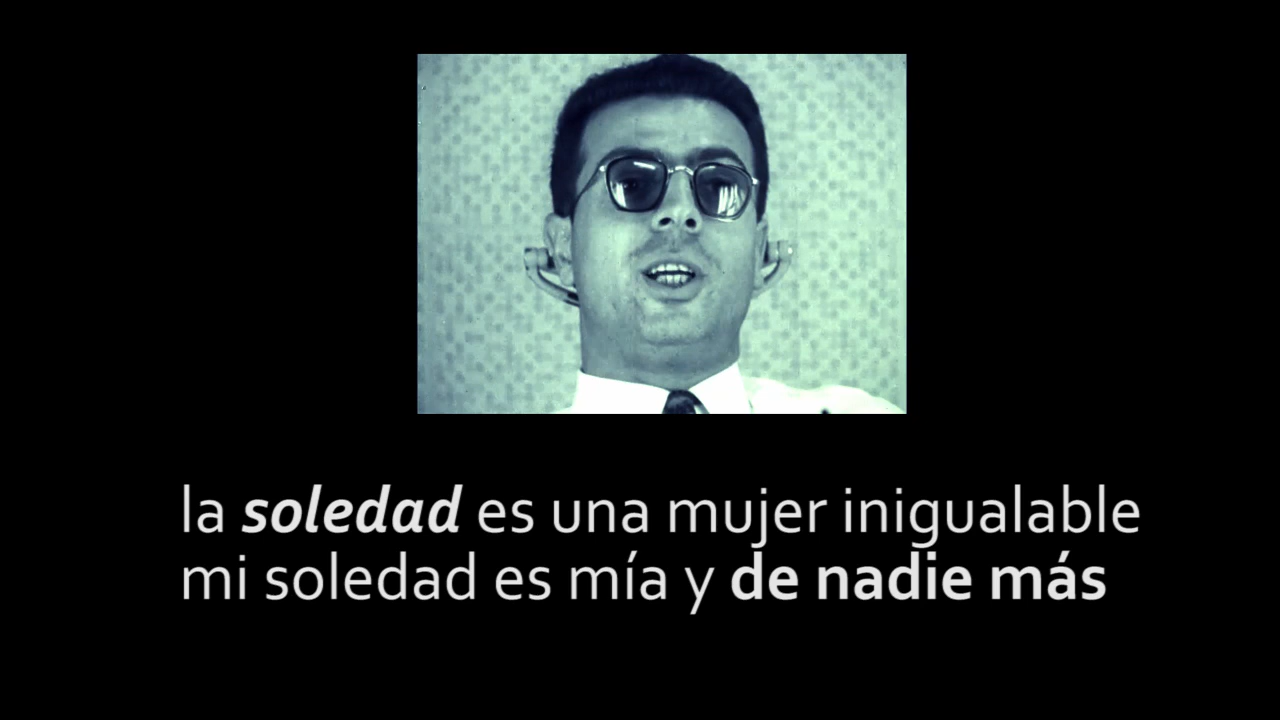 la soledad es una mujer inigualable
mi soledad es mía y de nadie más